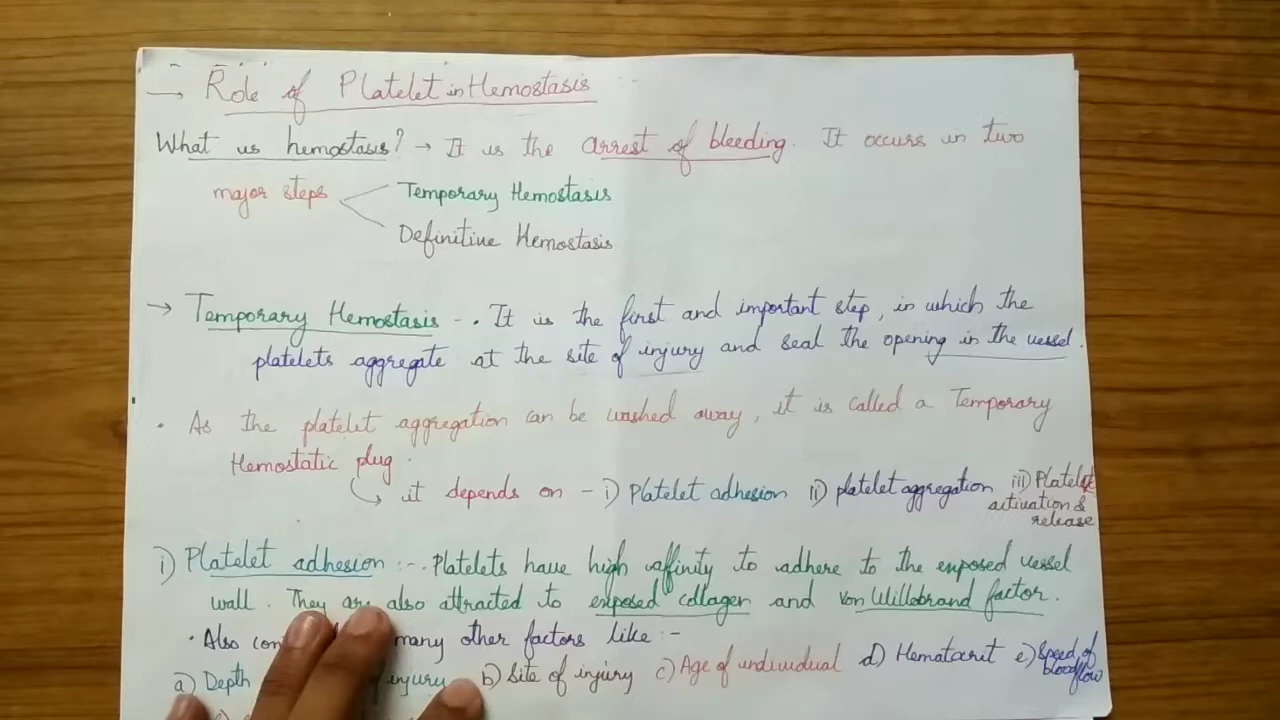 → Role of Platelet in Hemostasis
What is hemostasis? → It is the arrest of bleeding. It occurs in two
major steps
Temporary Hemostasis
Definitive Hemostasis
→ Temporary Hemostasis - . It is the first and important step, in which the
platelets aggregate at the site of injury and seal the opening in the vessel.
• As the platelet aggregation can be washed away, it is called a Temporary
Hemostatic plug.
↳ it depends on - i) Platelet adhesion ii) platelet aggregation iii) Platelet
activation &
release
i) Platelet adhesion :- . Platelets have high affinity to adhere to the exposed vessel
wall. They are also attracted to exposed collagen and von Willebrand factor.
• Also many other factors like :-
a) Depth injury b) Site of injury c) Age of individual d) Hematocrit e) Speed of
bloodflow